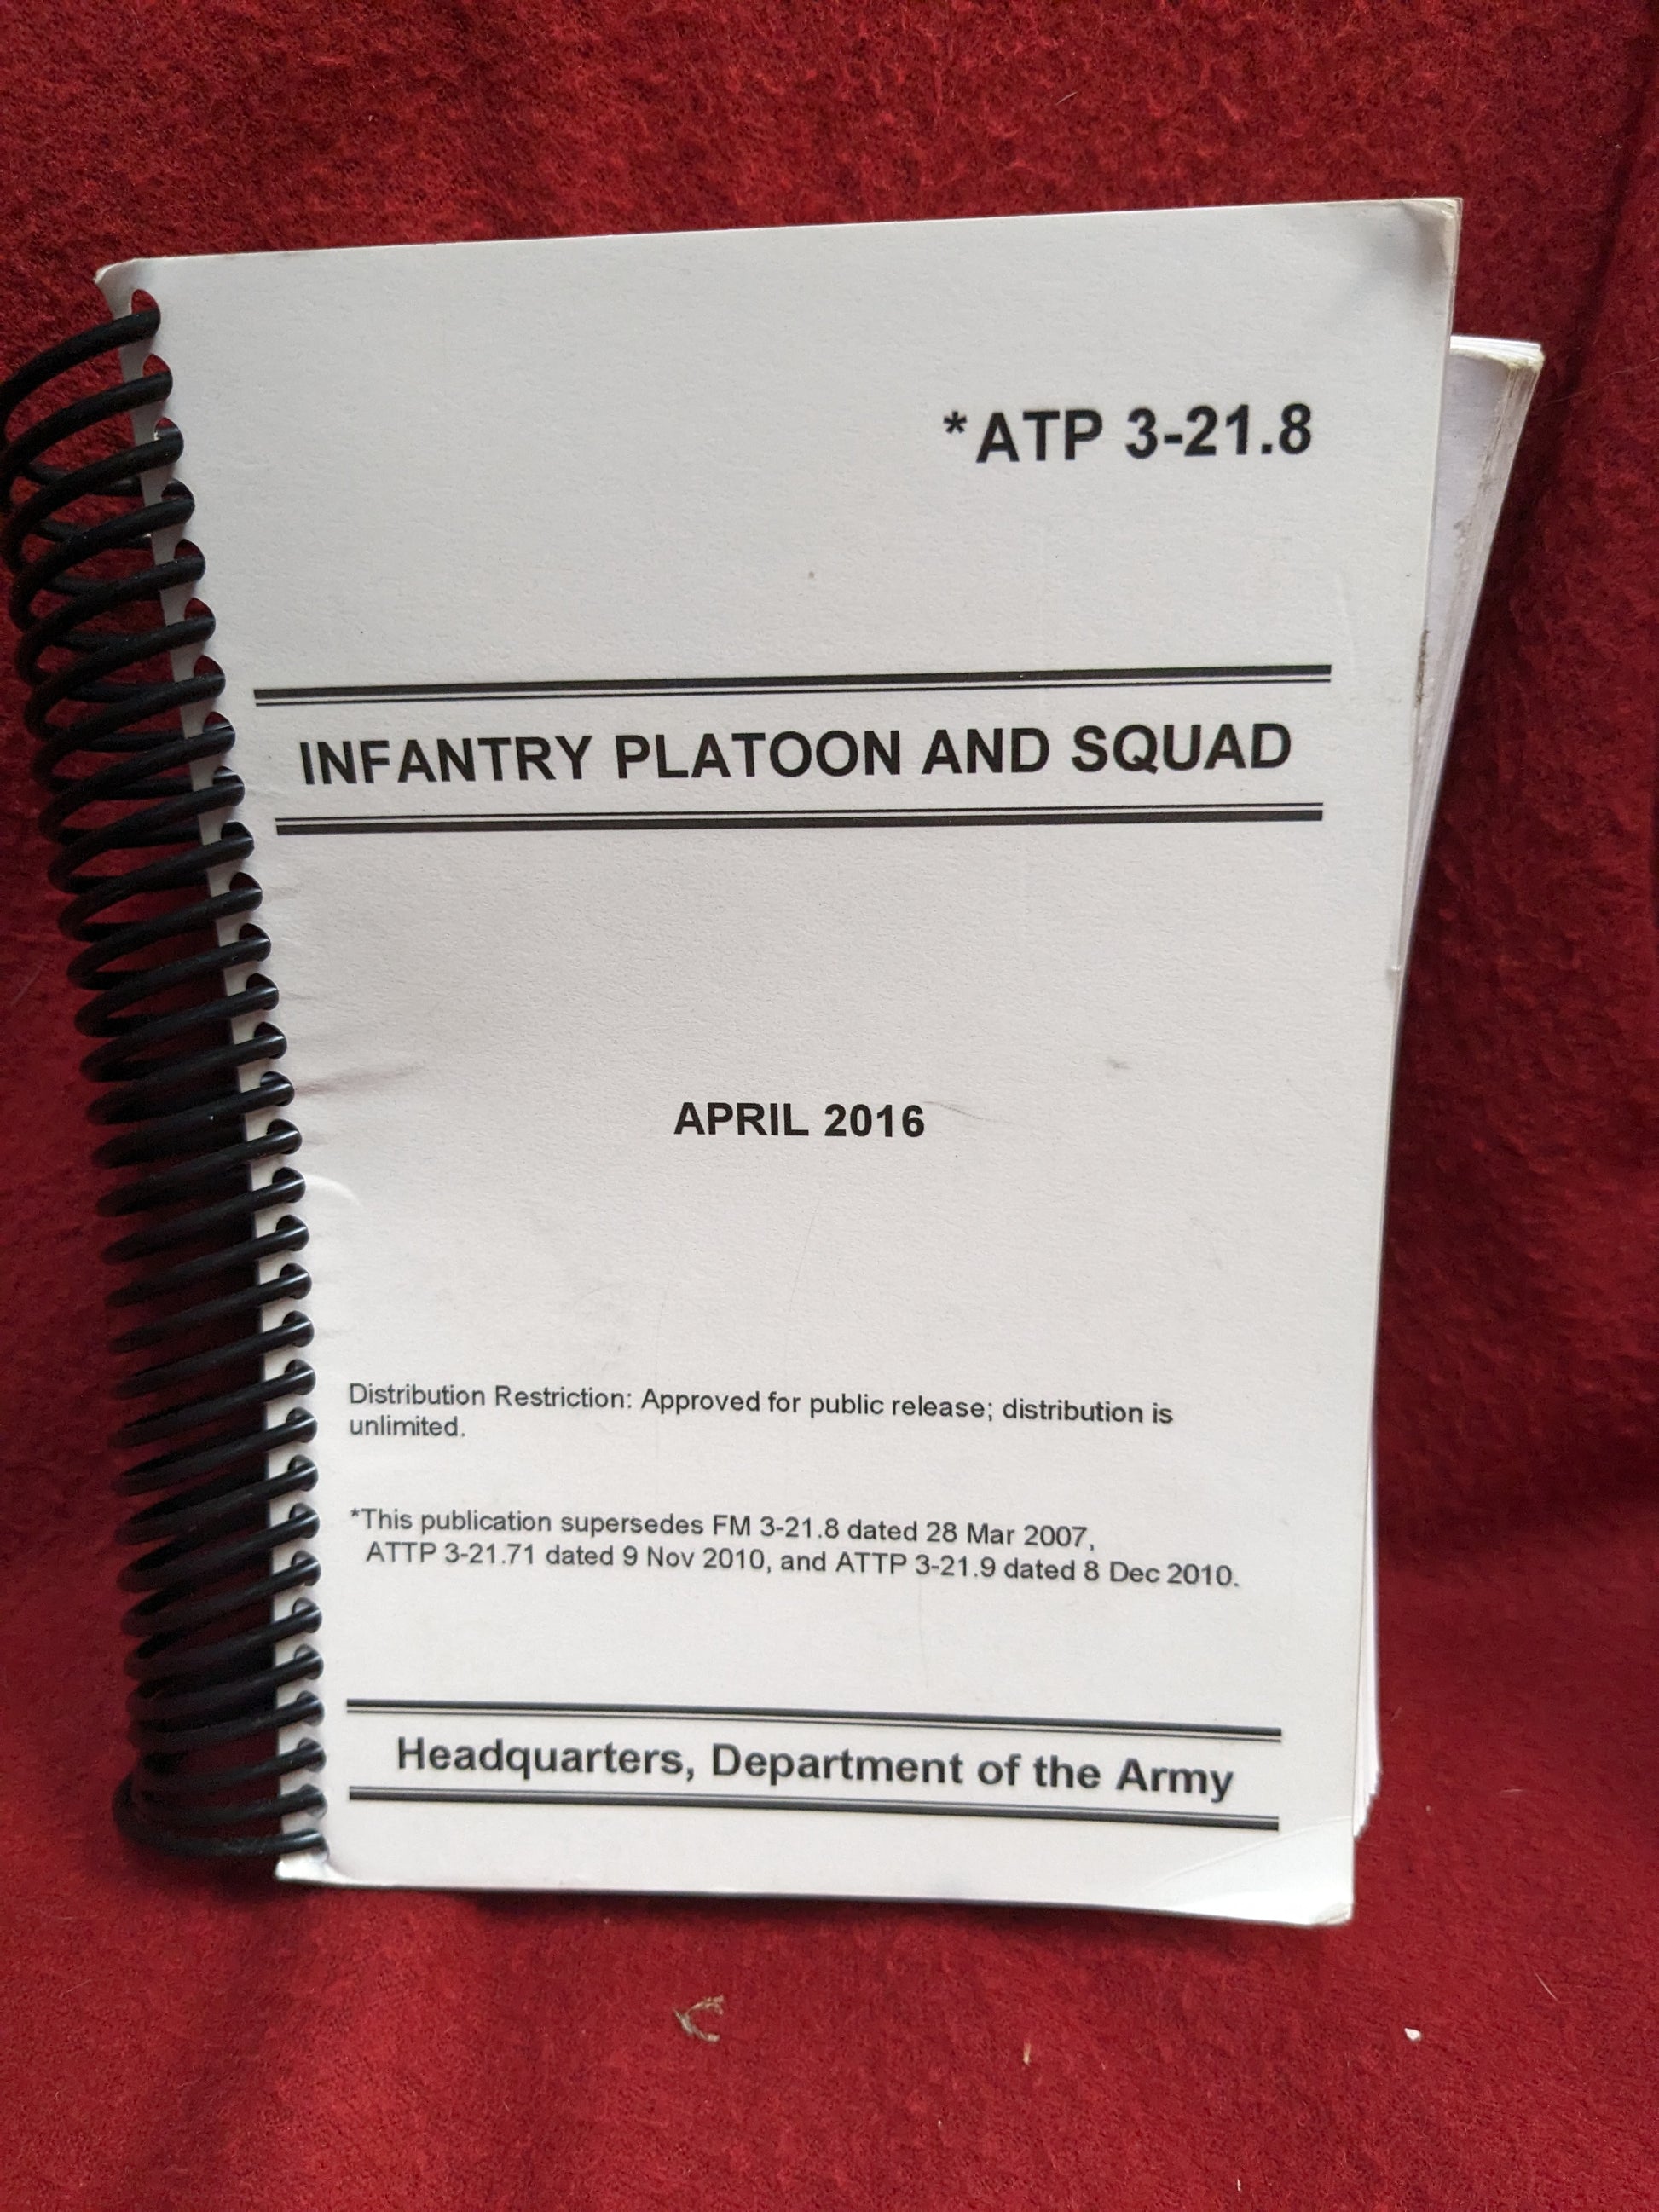 *ATP 3-21.8
INFANTRY PLATOON AND SQUAD
APRIL 2016
Distribution Restriction: Approved for public release; distribution is
unlimited.
*This publication supersedes FM 3-21.8 dated 28 Mar 2007,
ATTP 3-21.71 dated 9 Nov 2010, and ATTP 3-21.9 dated 8 Dec 2010.
Headquarters, Department of the Army